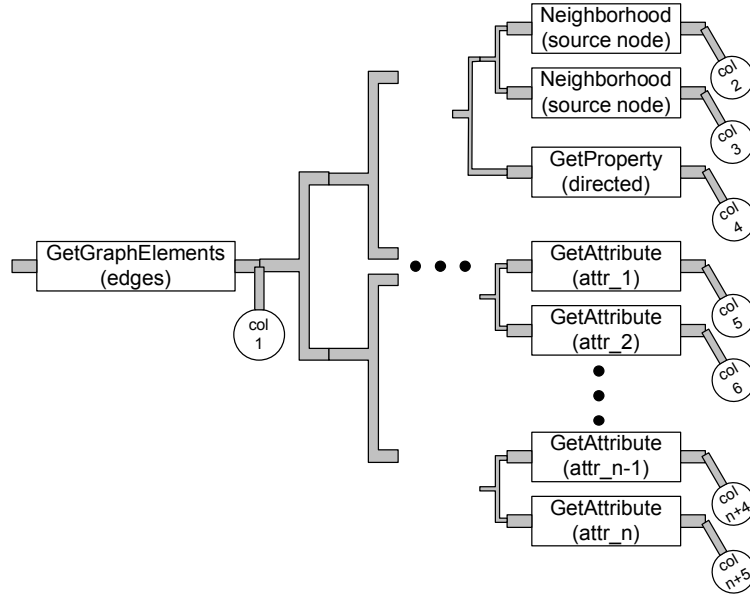 Neighborhood
(source node)
col
2
Neighborhood
(source node)
col
3
GetProperty
(directed)
col
4
GetGraphElements
(edges)
col
1
GetAttribute
(attr_1)
col
5
GetAttribute
(attr_2)
col
6
GetAttribute
(attr_n-1)
col
n+4
GetAttribute
(attr_n)
col
n+5